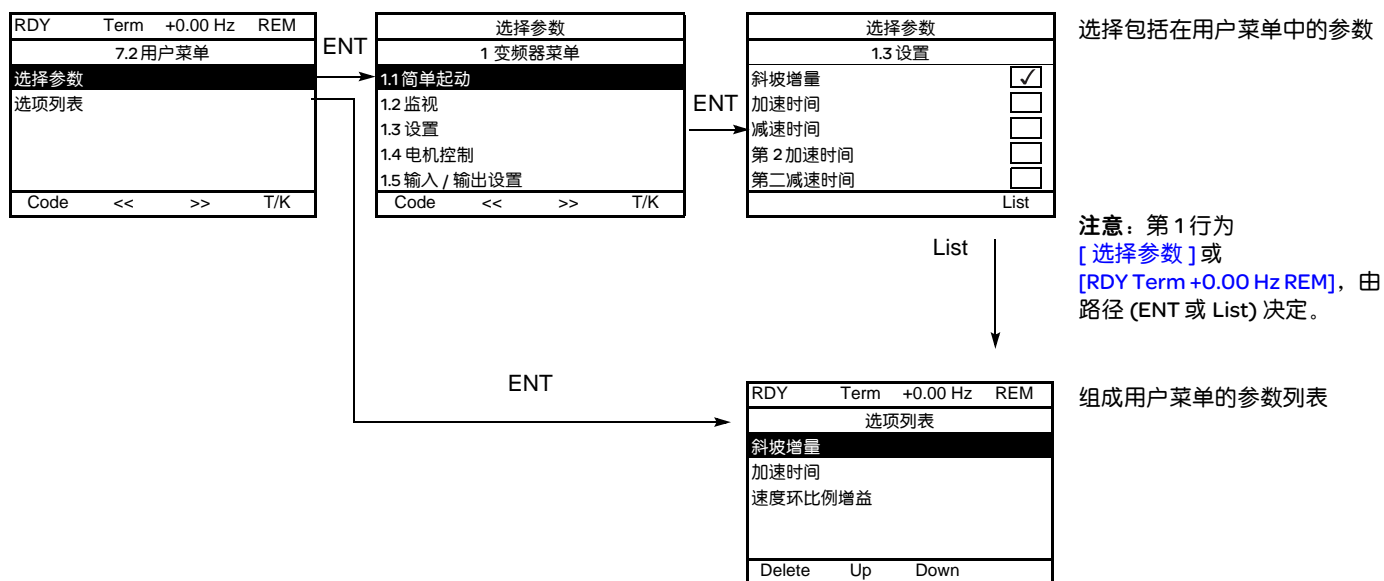 RDY Term +0.00 Hz REM
7.2用户菜单
选择参数
选项列表
Code << >> T/K
ENT
选择参数
1 变频器菜单
1.1简单起动
1.2 监视
1.3 设置
1.4 电机控制
1.5输入 / 输出设置
Code << >> T/K
ENT
选择参数
1.3 设置
斜坡增量 ✓
加速时间
减速时间
第 2加速时间
第二减速时间
List
选择包括在用户菜单中的参数
注意：第 1行为
[ 选择参数 ]或
[RDY Term +0.00 Hz REM]，由
路径 (ENT 或 List) 决定。
List
ENT
RDY Term +0.00 Hz REM
选项列表
斜坡增量
加速时间
速度环比例增益
Delete Up Down
组成用户菜单的参数列表